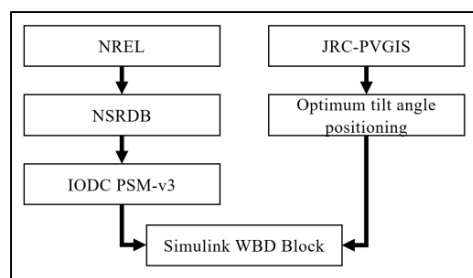 NREL
JRC-PVGIS
NSRDB
Optimum tilt angle
positioning
IODC PSM-v3
Simulink WBD Block